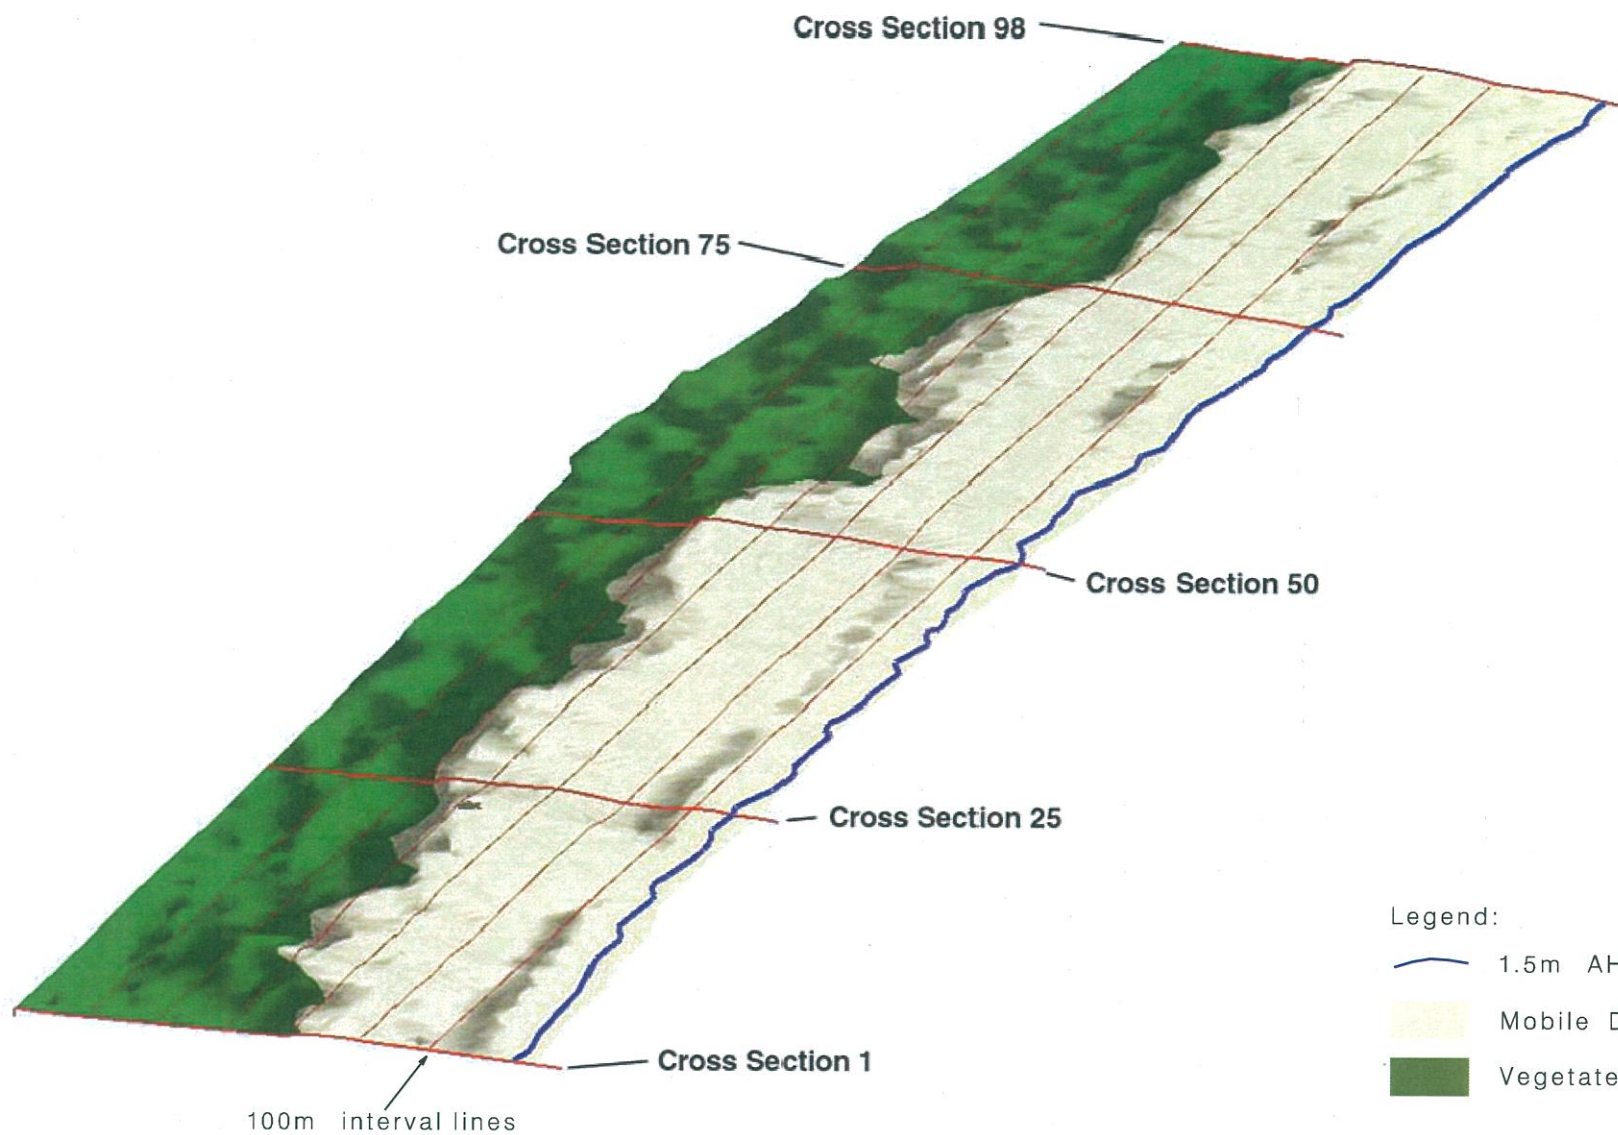 Cross Section 98
Cross Section 75
Cross Section 50
Cross Section 25
Legend:
1.5m AH
Mobile D
Vegetate
Cross Section 1
100m interval lines